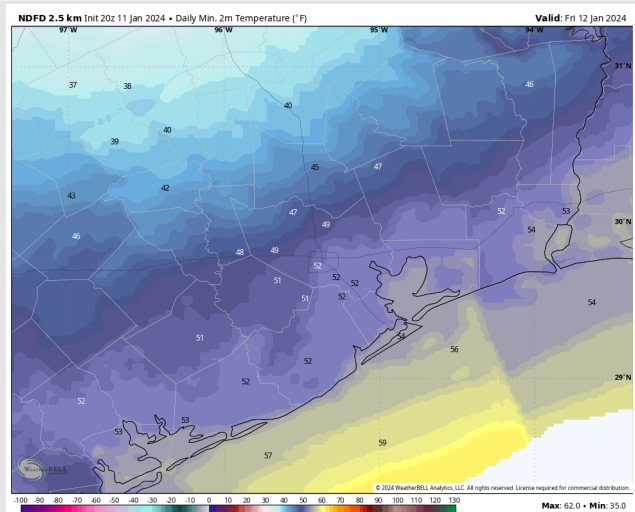 NDFD 2.5 km Init 20z 11 Jan 2024 • Daily Min. 2m Temperature (°F)
Valid: Fri 12 Jan 2024
97°W 96°W 95°W 94°W
31°N
37 38 46
40
40
39
45 47
42
43
47 52 53
30°N
49 54
46
48 49
52
51 52 52
51 52
54
51 54
56
52
29°N
52
52
53
53
59
57
WeatherBELL
© 2024 WeatherBELL Analytics, LLC. All rights reserved. License required for commercial distribution.
-100 -90 -80 -70 -60 -50 -40 -30 -20 -10 0 10 20 30 40 50 60 70 80 90 100 110 120 130
Max: 62.0 • Min: 35.0